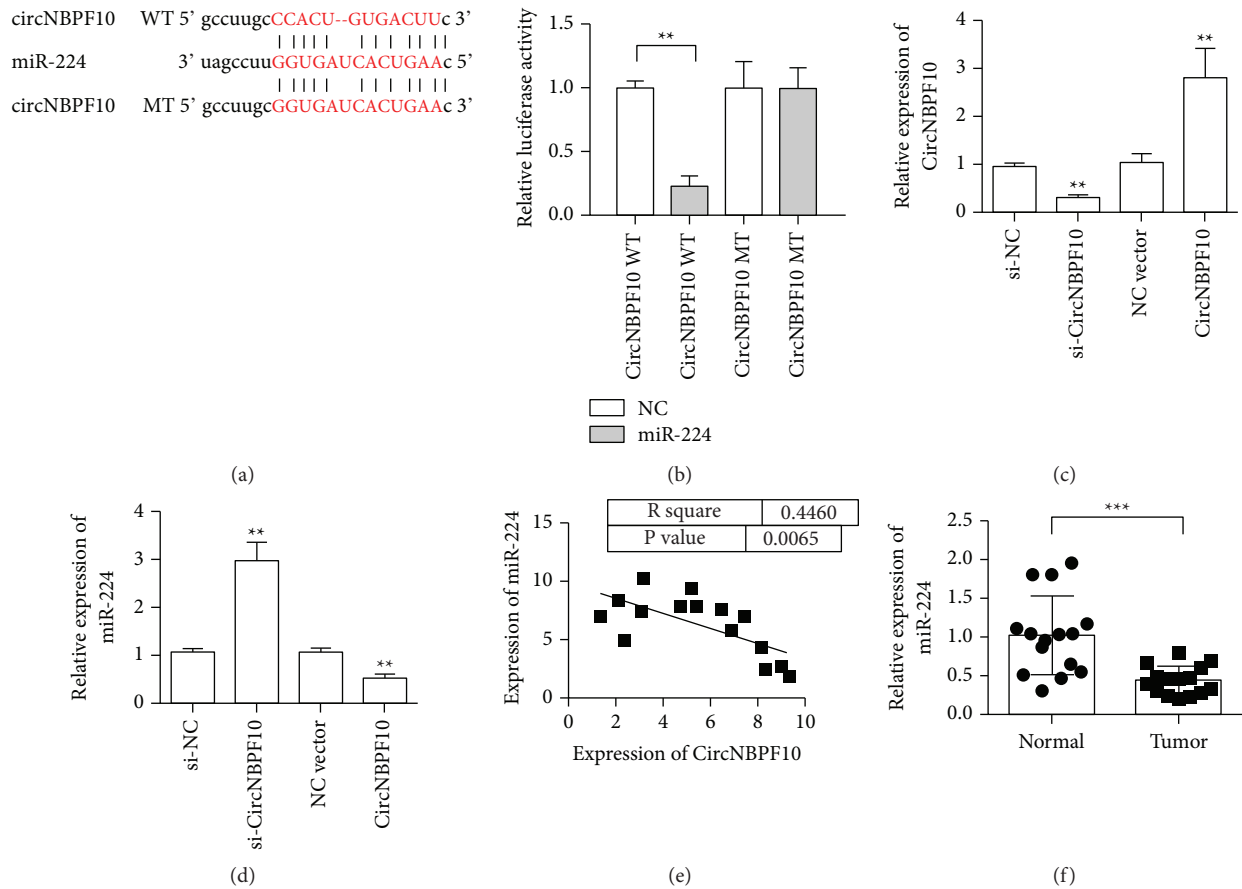 circNBPF10 WT 5’ gccuugcCCACU--GUGACUUc 3’
miR-224 3’ uagccuuGGUGAUCACUGAAc 5’
circNBPF10 MT 5’ gccuugcGGUGAUCACUGAAc 3’
(a)
Relative luciferase activity
1.5
1.0
0.5
0.0
**
CircNBPF10 WT
CircNBPF10 WT
CircNBPF10 MT
CircNBPF10 MT
NC
miR-224
(b)
Relative expression of
CircNBPF10
4
3
2
1
0
**
**
si-NC
si-CircNBPF10
NC vector
CircNBPF10
(c)
Relative expression of
miR-224
4
3
2
1
0
**
**
si-NC
si-CircNBPF10
NC vector
CircNBPF10
(d)
R square 0.4460
P value 0.0065
Expression of miR-224
15
10
5
0
0 2 4 6 8 10
Expression of CircNBPF10
(e)
Relative expression of
miR-224
2.5
2.0
1.5
1.0
0.5
0.0
***
Normal Tumor
(f)